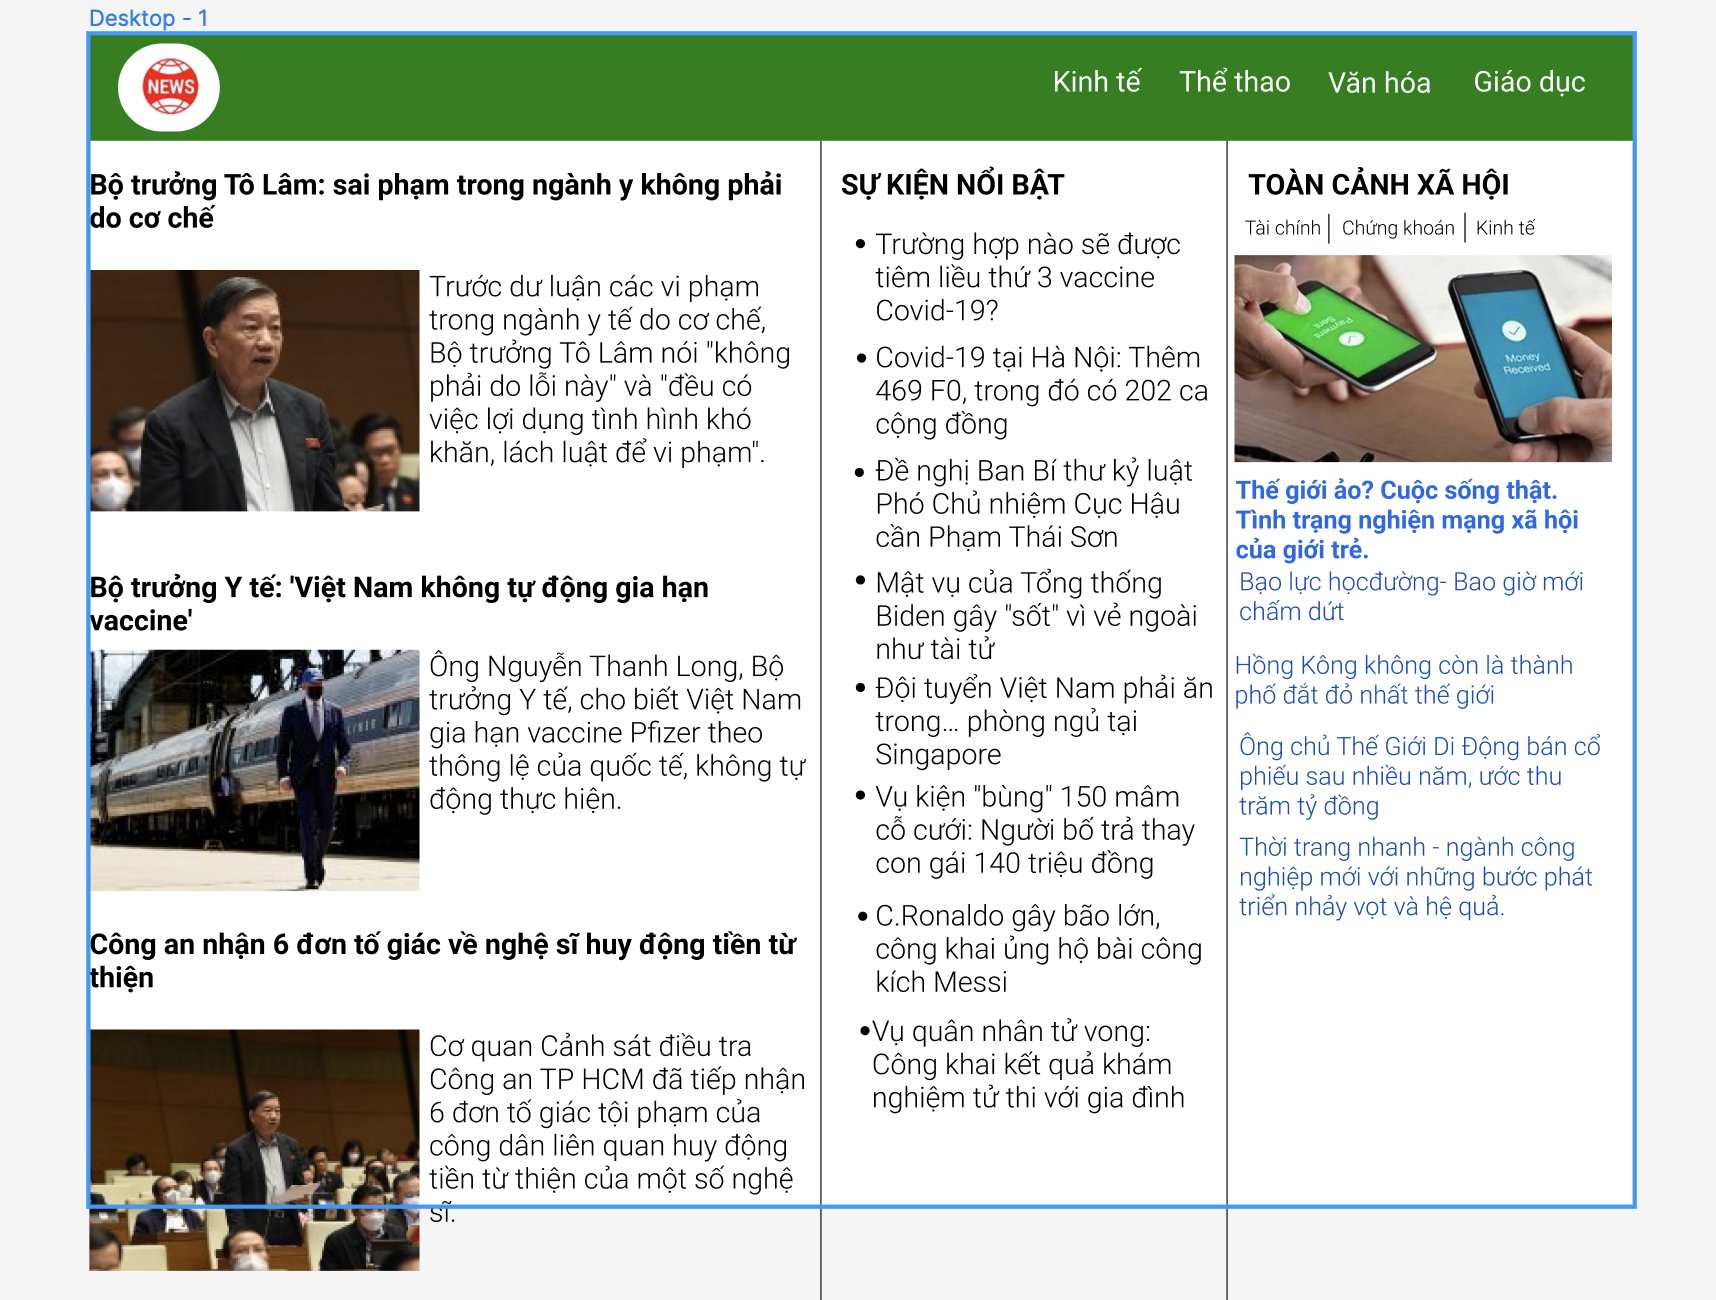 Desktop - 1
NEWS
Kinh tế
Thể thao
Văn hóa
Giáo dục
Bộ trưởng Tô Lâm: sai phạm trong ngành y không phải
do cơ chế
Trước dư luận các vi phạm
trong ngành y tế do cơ chế,
Bộ trưởng Tô Lâm nói "không
phải do lỗi này" và "đều có
việc lợi dụng tình hình khó
khăn, lách luật để vi phạm".
Bộ trưởng Y tế: 'Việt Nam không tự động gia hạn
vaccine'
Ông Nguyễn Thanh Long, Bộ
trưởng Y tế, cho biết Việt Nam
gia hạn vaccine Pfizer theo
thông lệ của quốc tế, không tự
động thực hiện.
Công an nhận 6 đơn tố giác về nghệ sĩ huy động tiền từ
thiện
Cơ quan Cảnh sát điều tra
Công an TP HCM đã tiếp nhận
6 đơn tố giác tội phạm của
công dân liên quan huy động
tiền từ thiện của một số nghệ
sĩ.
SỰ KIỆN NỔI BẬT
• Trường hợp nào sẽ được
tiêm liều thứ 3 vaccine
Covid-19?
• Covid-19 tại Hà Nội: Thêm
469 F0, trong đó có 202 ca
cộng đồng
• Đề nghị Ban Bí thư kỷ luật
Phó Chủ nhiệm Cục Hậu
cần Phạm Thái Sơn
• Mật vụ của Tổng thống
Biden gây "sốt" vì vẻ ngoài
như tài tử
• Đội tuyển Việt Nam phải ăn
trong... phòng ngủ tại
Singapore
• Vụ kiện "bùng" 150 mâm
cỗ cưới: Người bố trả thay
con gái 140 triệu đồng
• C.Ronaldo gây bão lớn,
công khai ủng hộ bài công
kích Messi
•Vụ quân nhân tử vong:
Công khai kết quả khám
nghiệm tử thi với gia đình
TOÀN CẢNH XÃ HỘI
Tài chính | Chứng khoán | Kinh tế
Payment
Sent
Money
Received
Thế giới ảo? Cuộc sống thật.
Tình trạng nghiện mạng xã hội
của giới trẻ.
Bạo lực họcđường- Bao giờ mới
chấm dứt
Hồng Kông không còn là thành
phố đắt đỏ nhất thế giới
Ông chủ Thế Giới Di Động bán cổ
phiếu sau nhiều năm, ước thu
trăm tỷ đồng
Thời trang nhanh - ngành công
nghiệp mới với những bước phát
triển nhảy vọt và hệ quả.